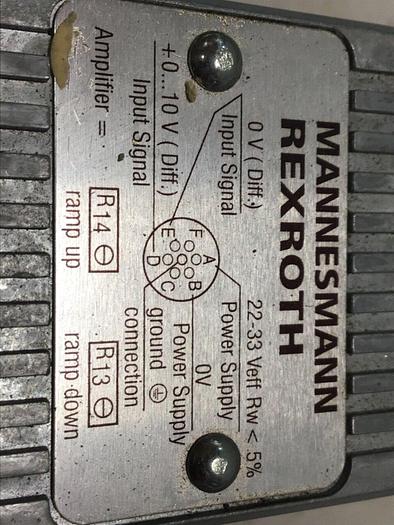 MANNESMANN
REXROTH
0 V (Diff.)
Input Signal
22-33 Veff Rw < 5%
Power Supply
F A
E B
D C
+0...10 V (Diff.)
Input Signal
0V
Power Supply
ground
connection
Amplifier =
R14
ramp up
R13
ramp down